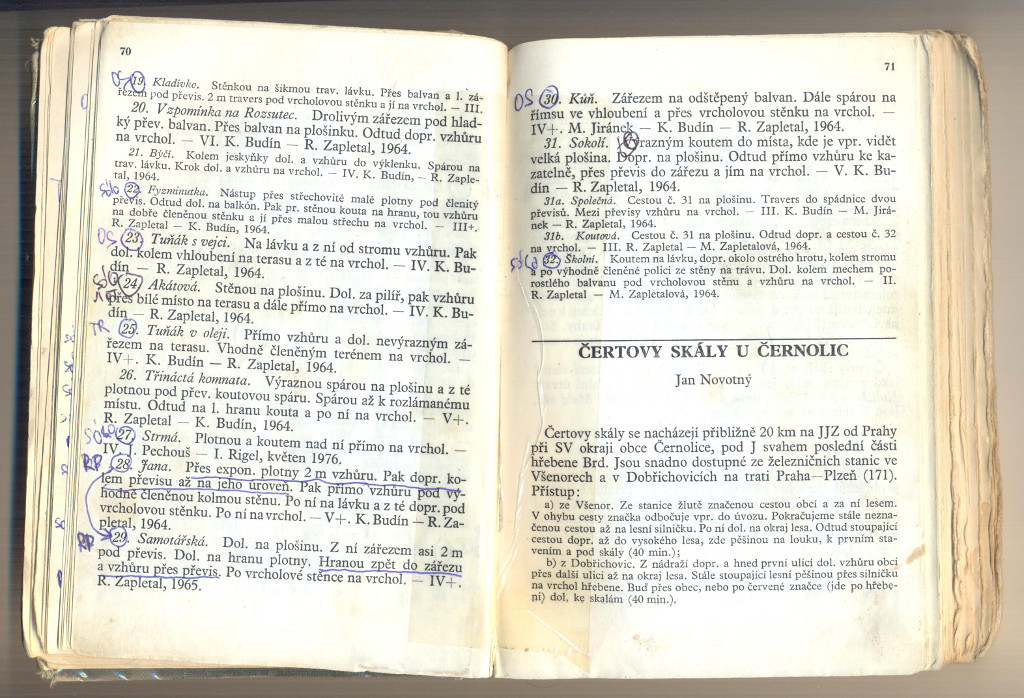 70
OS 19. Kladívko. Stěnkou na šikmou trav. lávku. Přes balvan a l. zá-
řezem pod převis. 2 m travers pod vrcholovou stěnku a jí na vrchol. — III.
20. Vzpomínka na Rozsutec. Drolivým zářezem pod hlad-
ký přev. balvan. Přes balvan na plošinku. Odtud dopr. vzhůru
na vrchol. — VI. K. Budín — R. Zapletal, 1964.
21. Býčí. Kolem jeskyňky dol. a vzhůru do výklenku. Spárou na
trav. lávku. Krok dol. a vzhůru na vrchol. — IV. K. Budín, — R. Zaple-
tal, 1964.
sólo 22. Fyzminutka. Nástup přes střechovité malé plotny pod členitý
převis. Odtud dol. na balkón. Pak pr. stěnou kouta na hranu, tou vzhůru
na dobře členěnou stěnku a jí přes malou střechu na vrchol. — III+.
R. Zapletal — K. Budín, 1964.
OS 23. Tuňák s vejci. Na lávku a z ní od stromu vzhůru. Pak
dol. kolem vhloubení na terasu a z té na vrchol. — IV. K. Bu-
dín — R. Zapletal, 1964.
24. Akátová. Stěnou na plošinu. Dol. za pilíř, pak vzhůru
přes bílé místo na terasu a dále přímo na vrchol. — IV. K. Bu-
dín — R. Zapletal, 1964.
TR 25. Tuňák v oleji. Přímo vzhůru a dol. nevýrazným zá-
řezem na terasu. Vhodně členěným terénem na vrchol. —
IV+. K. Budín — R. Zapletal, 1964.
26. Třináctá komnata. Výraznou spárou na plošinu a z té
plotnou pod přev. koutovou spáru. Spárou až k rozlámanému
místu. Odtud na l. hranu kouta a po ní na vrchol. — V+.
R. Zapletal — K. Budín, 1964.
SÓLO 27. Strmá. Plotnou a koutem nad ní přímo na vrchol. —
IV. J. Pechouš — I. Rigel, květen 1976.
RP 28. Jana. Přes expon. plotny 2 m vzhůru. Pak dopr. ko-
lem převisu až na jeho úroveň. Pak přímo vzhůru pod vý-
hodně členěnou kolmou stěnu. Po ní na lávku a z té dopr. pod
vrcholovou stěnku. Po ní na vrchol. — V+. K. Budín — R. Za-
pletal, 1964.
RP 29. Samotářská. Dol. na plošinu. Z ní zářezem asi 2 m
pod převis. Dol. na hranu plotny. Hranou zpět do zářezu
a vzhůru přes převis. Po vrcholové stěnce na vrchol. — IV+.
R. Zapletal, 1965.
71
OS 30. Kůň. Zářezem na odštěpený balvan. Dále spárou na
římsu ve vhloubení a přes vrcholovou stěnku na vrchol. —
IV+. M. Jiránek — K. Budín — R. Zapletal, 1964.
31. Sokolí. Výrazným koutem do místa, kde je vpr. vidět
velká plošina. Dopr. na plošinu. Odtud přímo vzhůru ke ka-
zatelně, přes převis do zářezu a jím na vrchol. — V. K. Bu-
dín — R. Zapletal, 1964.
31a. Společná. Cestou č. 31 na plošinu. Travers do spádnice dvou
převisů. Mezi převisy vzhůru na vrchol. — III. K. Budín — M. Jirá-
nek — R. Zapletal, 1964.
31b. Koutová. Cestou č. 31 na plošinu. Odtud dopr. a cestou č. 32
na vrchol. — III. R. Zapletal — M. Zapletalová, 1964.
sólo 32. Školní. Koutem na lávku, dopr. okolo ostrého hrotu, kolem stromu
a po výhodně členěné polici ze stěny na trávu. Dol. kolem mechem po-
rostlého balvanu pod vrcholovou stěnu a vzhůru na vrchol. — II.
R. Zapletal — M. Zapletalová, 1964.
ČERTOVY SKÁLY U ČERNOLIC
Jan Novotný
Čertovy skály se nacházejí přibližně 20 km na JJZ od Prahy
při SV okraji obce Černolice, pod J svahem poslední části
hřebene Brd. Jsou snadno dostupné ze železničních stanic ve
Všenorech a v Dobřichovicích na trati Praha—Plzeň (171).
Přístup:
a) ze Všenor. Ze stanice žlutě značenou cestou obcí a za ní lesem.
V ohybu cesty značka odbočuje vpr. do úvozu. Pokračujeme stále nezna-
čenou cestou až na lesní silničku. Po ní dol. na okraj lesa. Odtud stoupající
cestou dopr. až do vysokého lesa, zde pěšinou na louku, k prvním sta-
vením a pod skály (40 min.);
b) z Dobřichovic. Z nádraží dopr. a hned první ulicí dol. vzhůru obcí
přes další ulici až na okraj lesa. Stále stoupající lesní pěšinou přes silničku
na vrchol hřebene. Buď přes obec, nebo po červené značce (jde po hřebe-
ni) dol. ke skalám (40 min.).